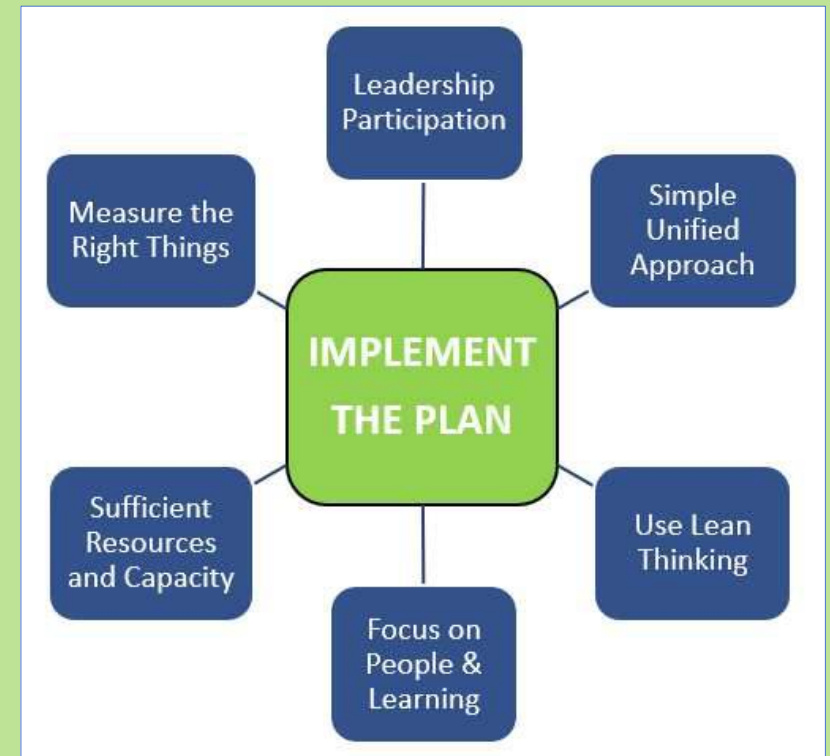 Leadership
Participation
Simple
Unified
Approach
Use Lean
Thinking
Focus on
People &
Learning
Sufficient
Resources
and Capacity
Measure the
Right Things
IMPLEMENT
THE PLAN